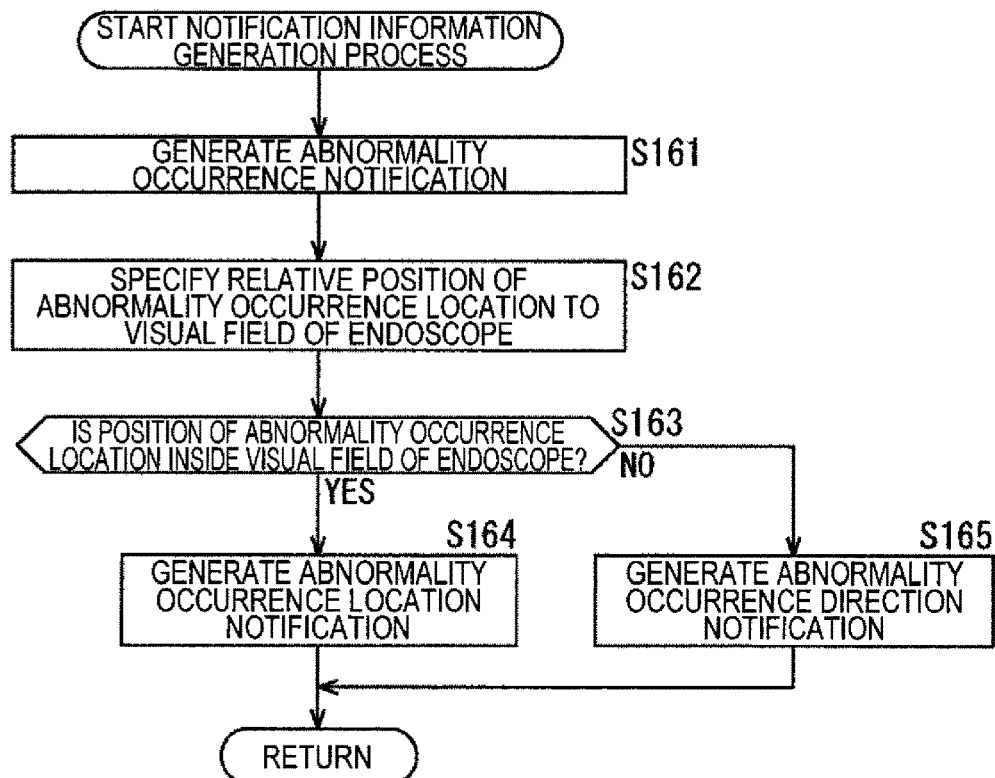 START NOTIFICATION INFORMATION
GENERATION PROCESS
GENERATE ABNORMALITY
OCCURRENCE NOTIFICATION
S161
SPECIFY RELATIVE POSITION OF
ABNORMALITY OCCURRENCE LOCATION TO
VISUAL FIELD OF ENDOSCOPE
S162
IS POSITION OF ABNORMALITY OCCURRENCE
LOCATION INSIDE VISUAL FIELD OF ENDOSCOPE?
S163
NO
YES
S164
GENERATE ABNORMALITY
OCCURRENCE LOCATION
NOTIFICATION
S165
GENERATE ABNORMALITY
OCCURRENCE DIRECTION
NOTIFICATION
RETURN